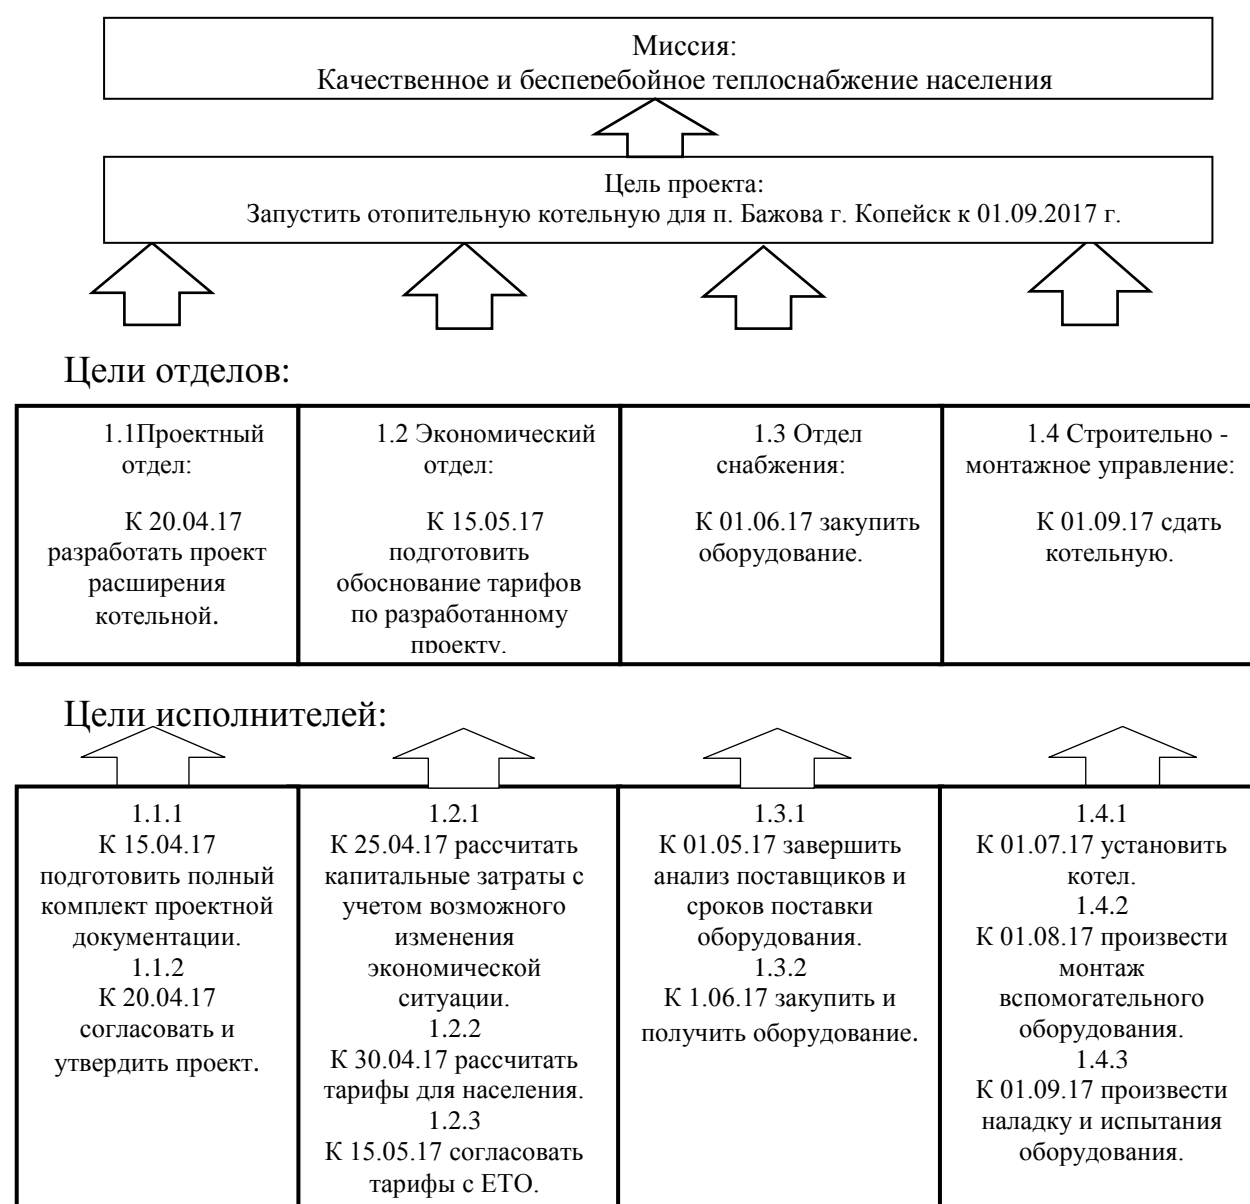 Миссия:
Качественное и бесперебойное теплоснабжение населения
Цель проекта:
Запустить отопительную котельную для п. Бажова г. Копейск к 01.09.2017 г.
Цели отделов:
1.1Проектный
отдел:
К 20.04.17
разработать проект
расширения
котельной.
1.2 Экономический
отдел:
К 15.05.17
подготовить
обоснование тарифов
по разработанному
проекту.
1.3 Отдел
снабжения:
К 01.06.17 закупить
оборудование.
1.4 Строительно -
монтажное управление:
К 01.09.17 сдать
котельную.
Цели исполнителей:
1.1.1
К 15.04.17
подготовить полный
комплект проектной
документации.
1.1.2
К 20.04.17
согласовать и
утвердить проект.
1.2.1
К 25.04.17 рассчитать
капитальные затраты с
учетом возможного
изменения
экономической
ситуации.
1.2.2
К 30.04.17 рассчитать
тарифы для населения.
1.2.3
К 15.05.17 согласовать
тарифы с ЕТО.
1.3.1
К 01.05.17 завершить
анализ поставщиков и
сроков поставки
оборудования.
1.3.2
К 1.06.17 закупить и
получить оборудование.
1.4.1
К 01.07.17 установить
котел.
1.4.2
К 01.08.17 произвести
монтаж
вспомогательного
оборудования.
1.4.3
К 01.09.17 произвести
наладку и испытания
оборудования.